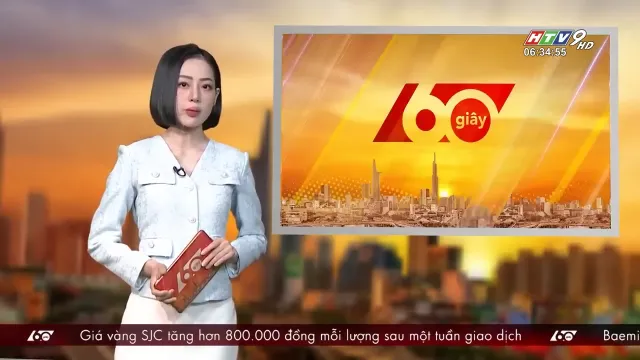 HTV9 HD
06:34:55
60 giây
60 Giá vàng SJC tăng hơn 800.000 đồng mỗi lượng sau một tuần giao dịch 60 Baemi